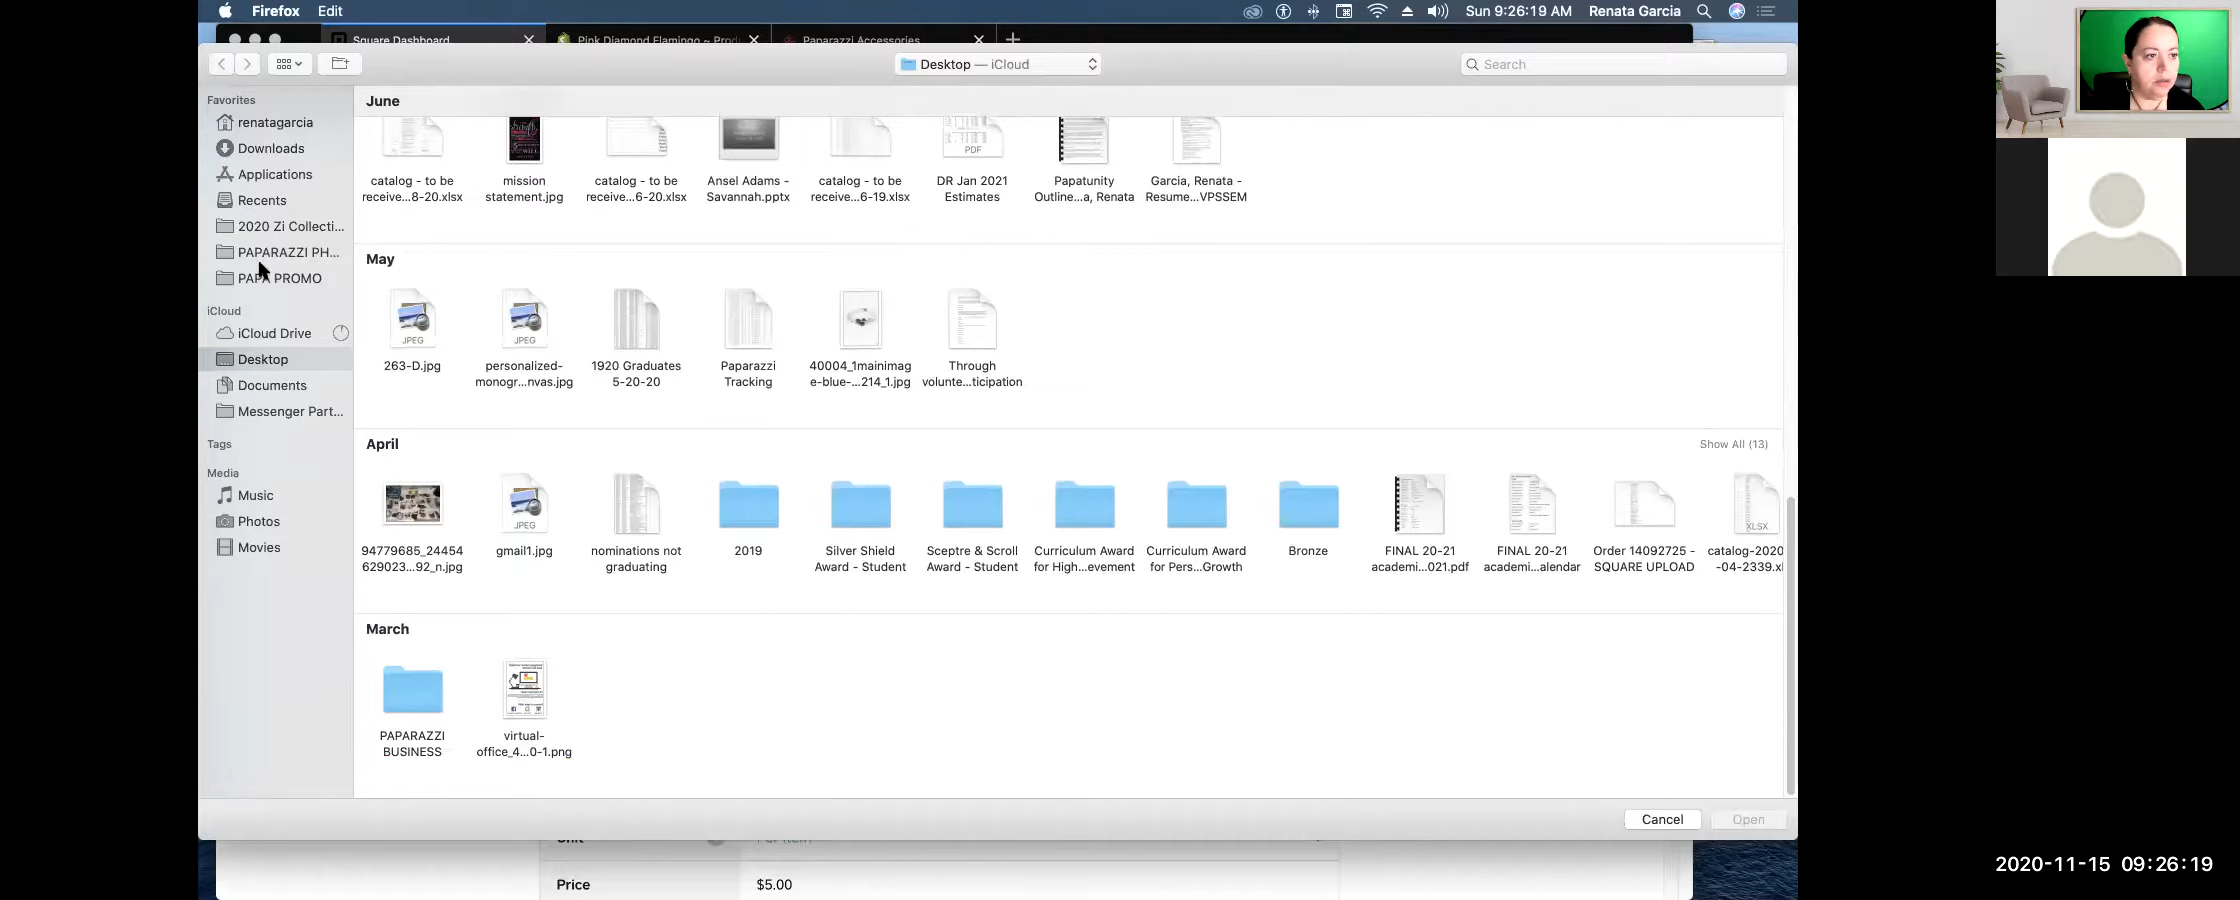 Firefox Edit
Sun 9:26:19 AM Renata Garcia
Square Dashboard
Pink Diamond Flamingo ~ Prod
Paparazzi Accessories
Desktop — iCloud
Search
Favorites
renatagarcia
Downloads
Applications
Recents
2020 Zi Collecti...
PAPARAZZI PH...
PAPA PROMO
iCloud
iCloud Drive
Desktop
Documents
Messenger Part...
Tags
Media
Music
Photos
Movies
June
PDF
catalog - to be
receive...8-20.xlsx
mission
statement.jpg
catalog - to be
receive...6-20.xlsx
Ansel Adams -
Savannah.pptx
catalog - to be
receive...6-19.xlsx
DR Jan 2021
Estimates
Papatunity
Outline...a, Renata
Garcia, Renata -
Resume...VPSSEM
May
JPEG
JPEG
263-D.jpg
personalized-
monogr...nvas.jpg
1920 Graduates
5-20-20
Paparazzi
Tracking
40004_1mainimag
e-blue-...214_1.jpg
Through
volunte...ticipation
April
Show All (13)
JPEG
XLSX
94779685_24454
629023...92_n.jpg
gmail1.jpg
nominations not
graduating
2019
Silver Shield
Award - Student
Sceptre & Scroll
Award - Student
Curriculum Award
for High...evement
Curriculum Award
for Pers...Growth
Bronze
FINAL 20-21
academi...021.pdf
FINAL 20-21
academi...alendar
Order 14092725 -
SQUARE UPLOAD
catalog-2020
-04-2339.xl
March
PAPARAZZI
BUSINESS
virtual-
office_4...0-1.png
Cancel
Open
Price
$5.00
2020-11-15 09:26:19